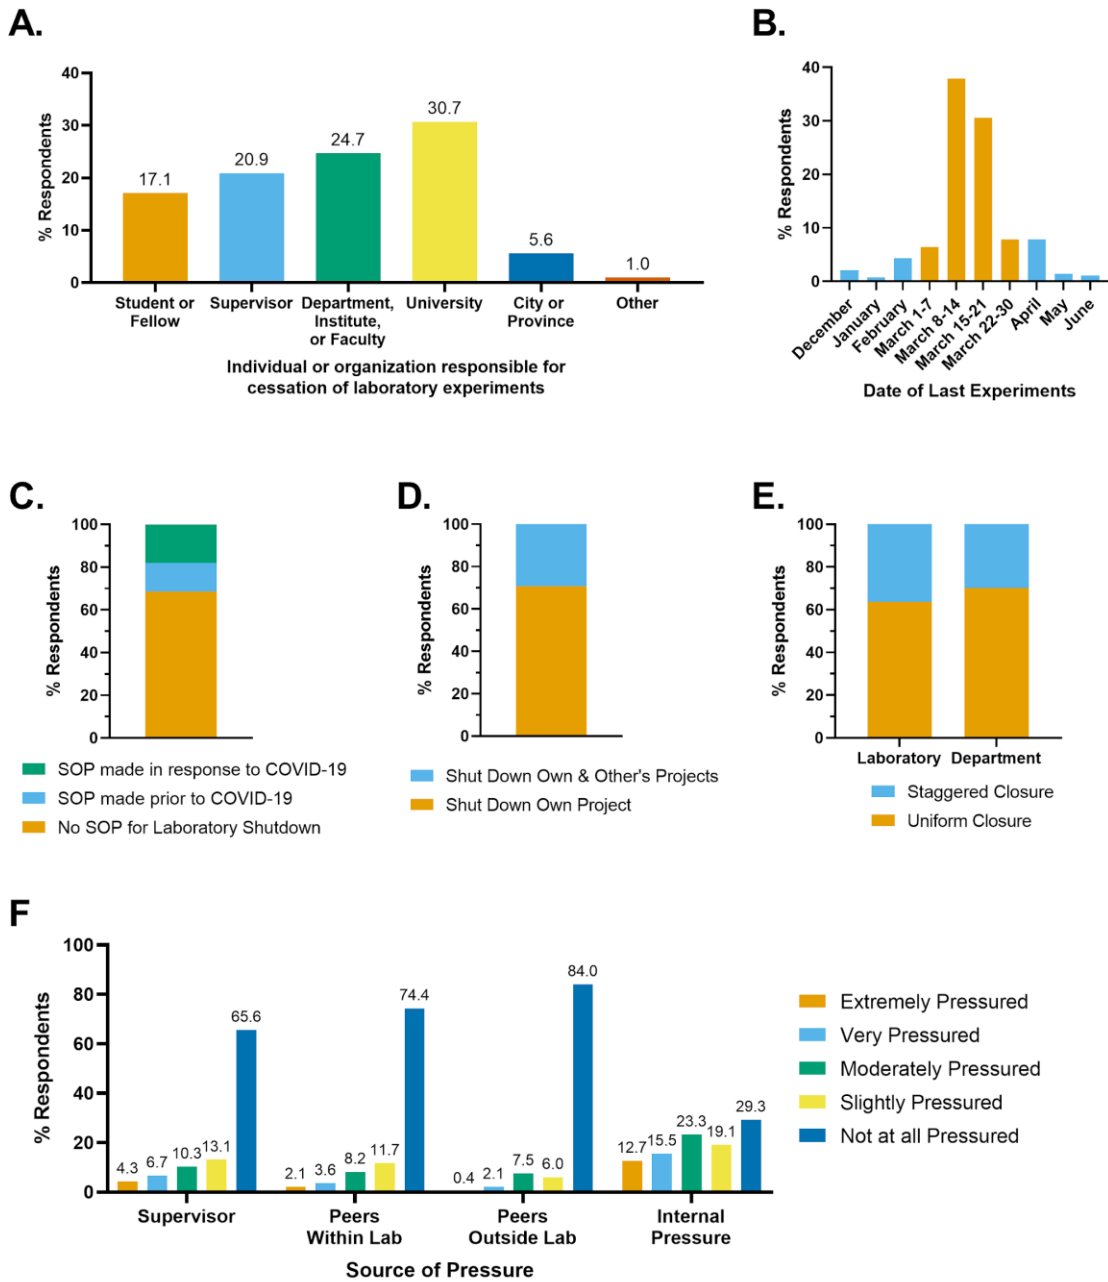 A.
% Respondents
40
30
20
10
0
17.1
20.9
24.7
30.7
5.6
1.0
Student or
Fellow
Supervisor
Department,
Institute,
or Faculty
University
City or
Province
Other
Individual or organization responsible for
cessation of laboratory experiments
B.
% Respondents
40
30
20
10
0
December
January
February
March 1-7
March 8-14
March 15-21
March 22-30
April
May
June
Date of Last Experiments
C.
% Respondents
100
80
60
40
20
0
SOP made in response to COVID-19
SOP made prior to COVID-19
No SOP for Laboratory Shutdown
D.
% Respondents
100
80
60
40
20
0
Shut Down Own & Other's Projects
Shut Down Own Project
E.
% Respondents
100
80
60
40
20
0
Laboratory
Department
Staggered Closure
Uniform Closure
F
% Respondents
100
80
60
40
20
0
4.3
6.7
10.3
13.1
65.6
2.1
3.6
8.2
11.7
74.4
0.4
2.1
7.5
6.0
84.0
12.7
15.5
23.3
19.1
29.3
Supervisor
Peers
Within Lab
Peers
Outside Lab
Internal
Pressure
Source of Pressure
Extremely Pressured
Very Pressured
Moderately Pressured
Slightly Pressured
Not at all Pressured